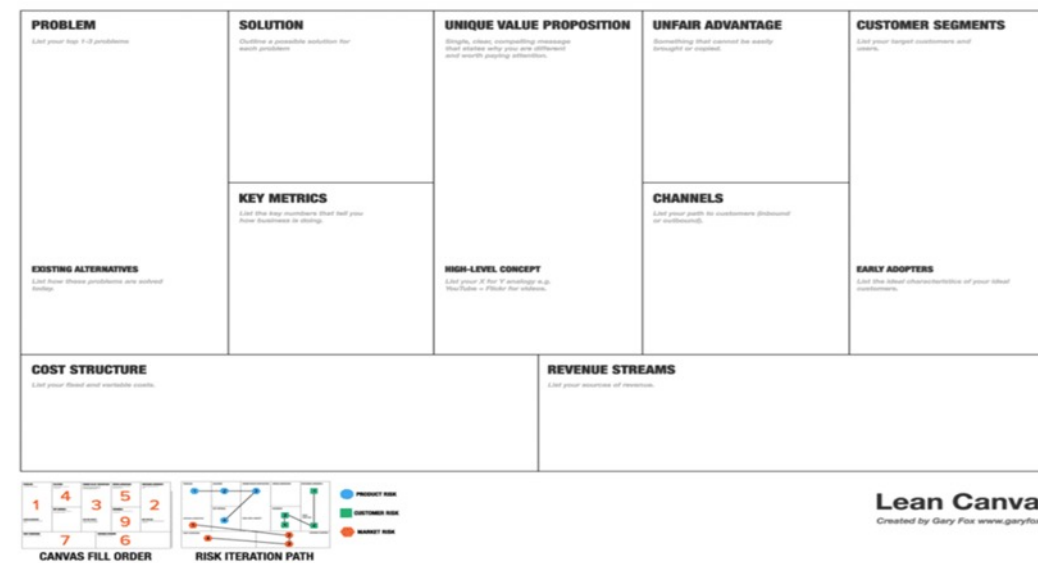 PROBLEM
List your top 1-3 problems
SOLUTION
Outline a possible solution for
each problem
UNIQUE VALUE PROPOSITION
Single, clear, compelling message
that states why you are different
and worth paying attention.
UNFAIR ADVANTAGE
Something that cannot be easily
brought or copied.
CUSTOMER SEGMENTS
List your target customers and
users.
KEY METRICS
List the key numbers that tell you
how business is doing.
CHANNELS
List your path to customers (inbound
or outbound).
EXISTING ALTERNATIVES
List how these problems are solved
today.
HIGH-LEVEL CONCEPT
List your X for Y analogy e.g.
YouTube = Flickr for videos.
EARLY ADOPTERS
List the ideal characteristics of your ideal
customers.
COST STRUCTURE
List your fixed and variable costs.
REVENUE STREAMS
List your sources of revenue.
1
4
3
5
2
9
7
6
CANVAS FILL ORDER
RISK ITERATION PATH
PRODUCT RISK
CUSTOMER RISK
MARKET RISK
Lean Canva
Created by Gary Fox www.garyfo